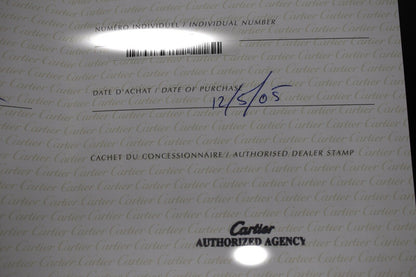 NUMÉRO INDIVIDUEL / INDIVIDUAL NUMBER
DATE D'ACHAT / DATE OF PURCHASE
12/5/05
CACHET DU CONCESSIONNAIRE / AUTHORISED DEALER STAMP
Cartier
AUTHORIZED AGENCY